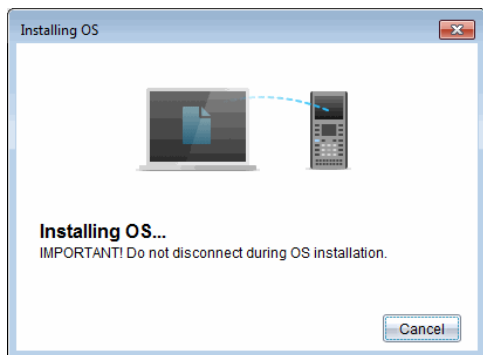 Installing OS
Installing OS...
IMPORTANT! Do not disconnect during OS installation.
Cancel